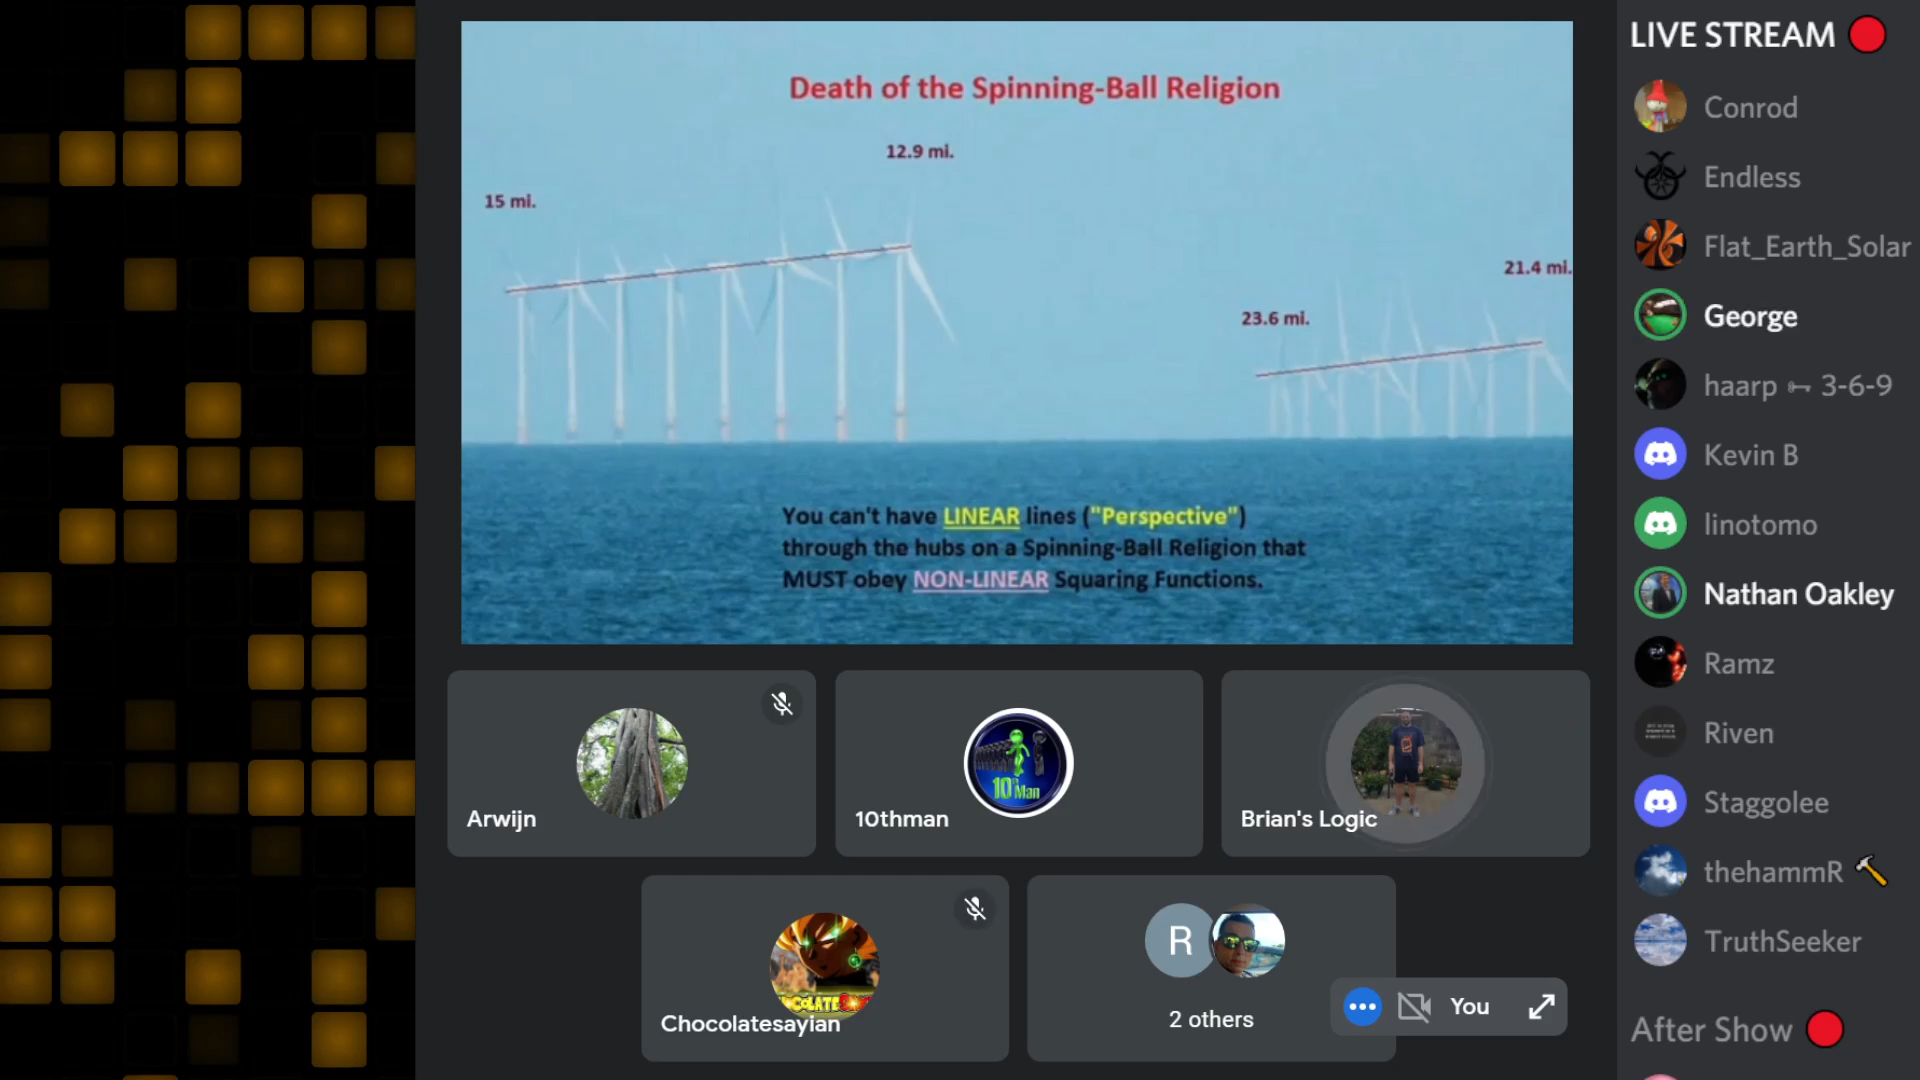 Death of the Spinning-Ball Religion
12.9 mi.
15 mi.
21.4 mi.
23.6 mi.
You can't have LINEAR lines ("Perspective")
through the hubs on a Spinning-Ball Religion that
MUST obey NON-LINEAR Squaring Functions.
Arwijn
10thman
10th Man
Brian's Logic
Chocolatesayian
R
2 others
You
LIVE STREAM
Conrod
Endless
Flat_Earth_Solar
George
haarp 3-6-9
Kevin B
linotomo
Nathan Oakley
Ramz
Riven
Staggolee
thehammR
TruthSeeker
After Show